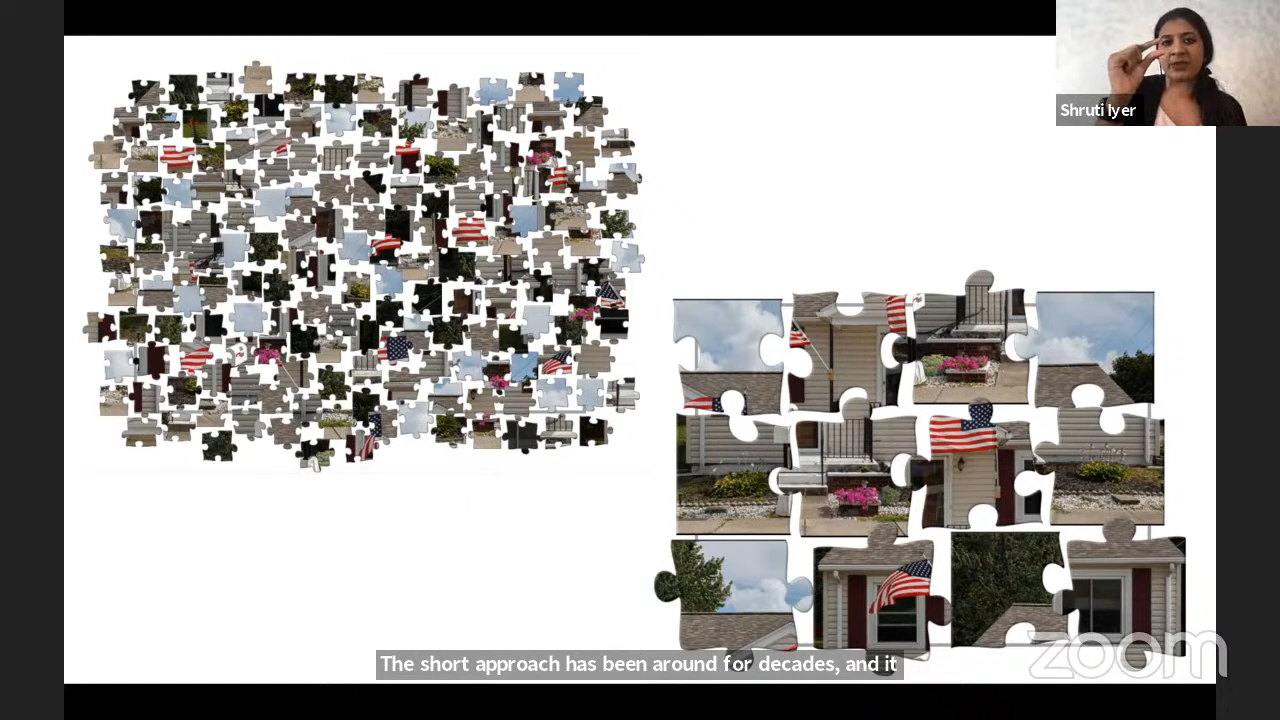 Shruti Iyer
The short approach has been around for decades, and it
zoom